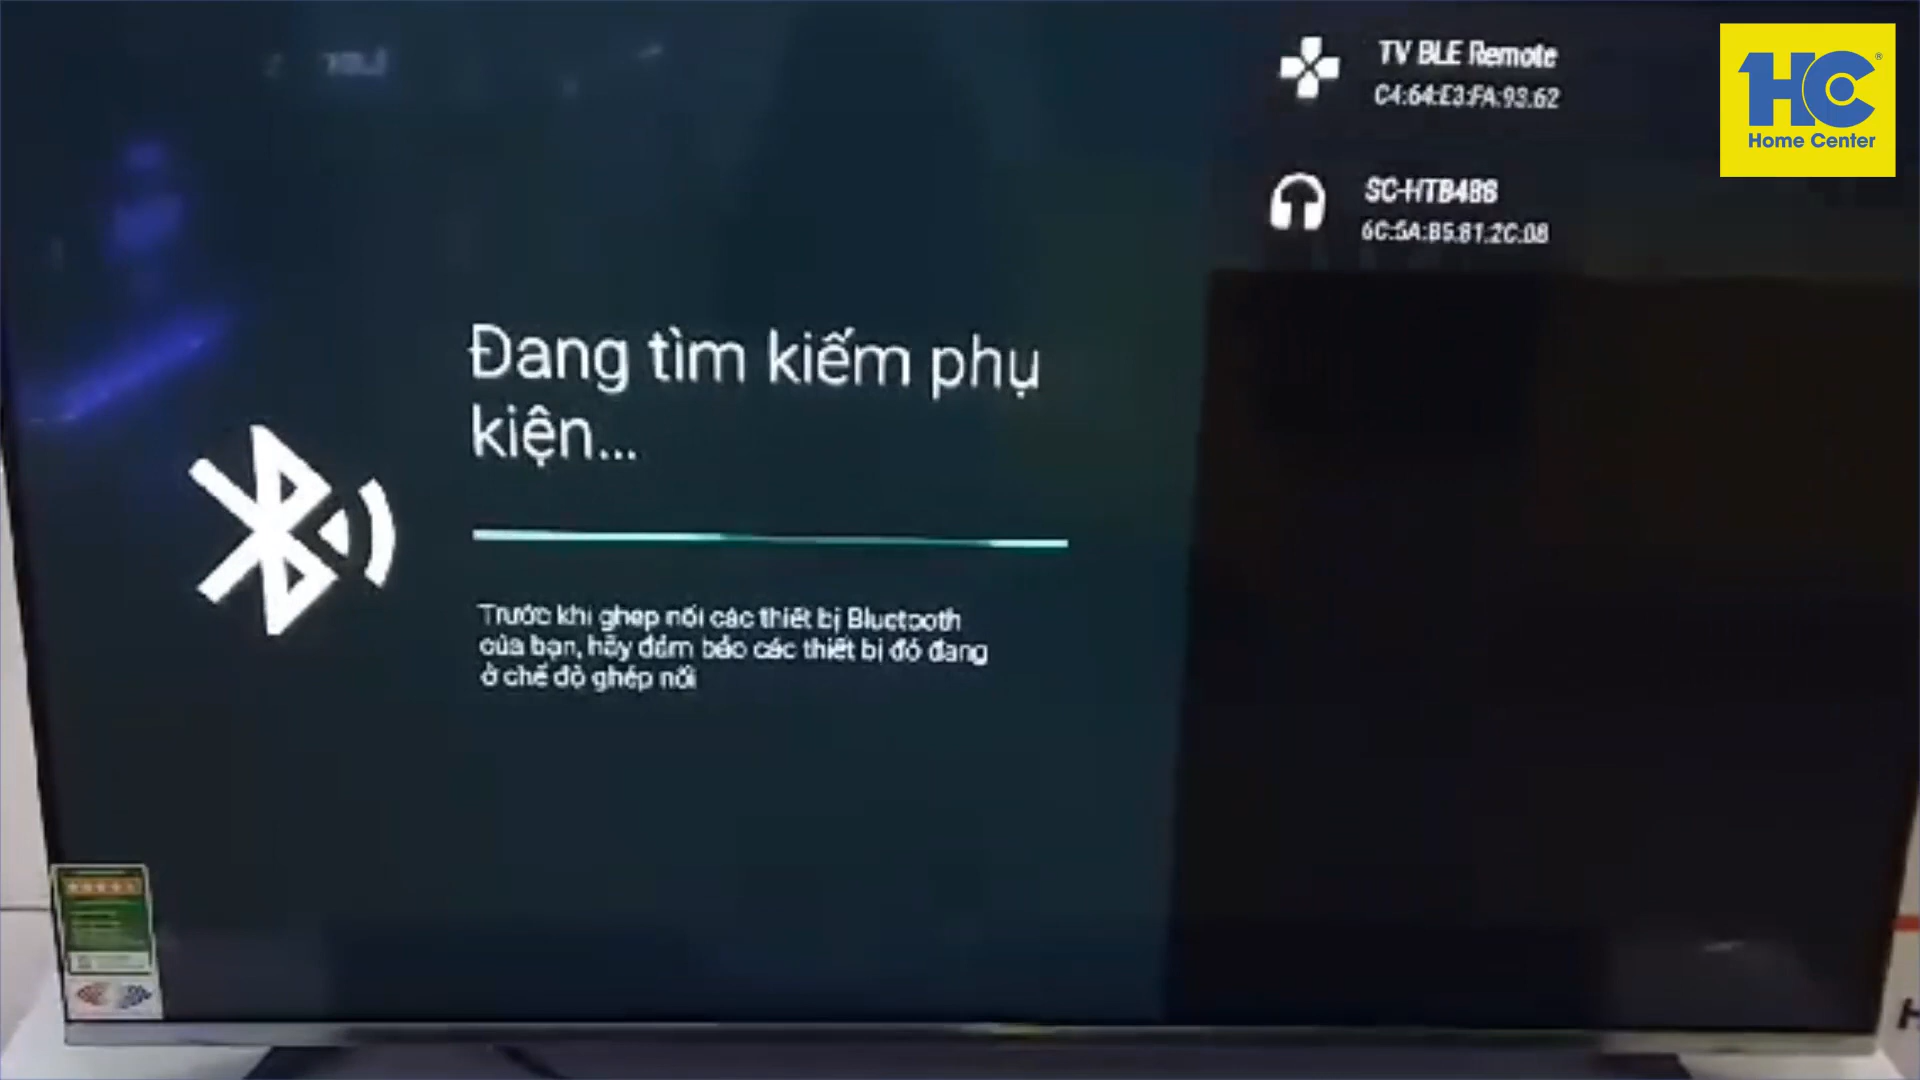 TV BLE Remote
C4:64:E3:FA:93:62
SC-HTB488
6C:5A:B5:81:2C:08
HC
Home Center
Đang tìm kiếm phụ
kiện...
Trước khi ghép nối các thiết bị Bluetooth
của bạn, hãy đảm bảo các thiết bị đó đang
ở chế độ ghép nối